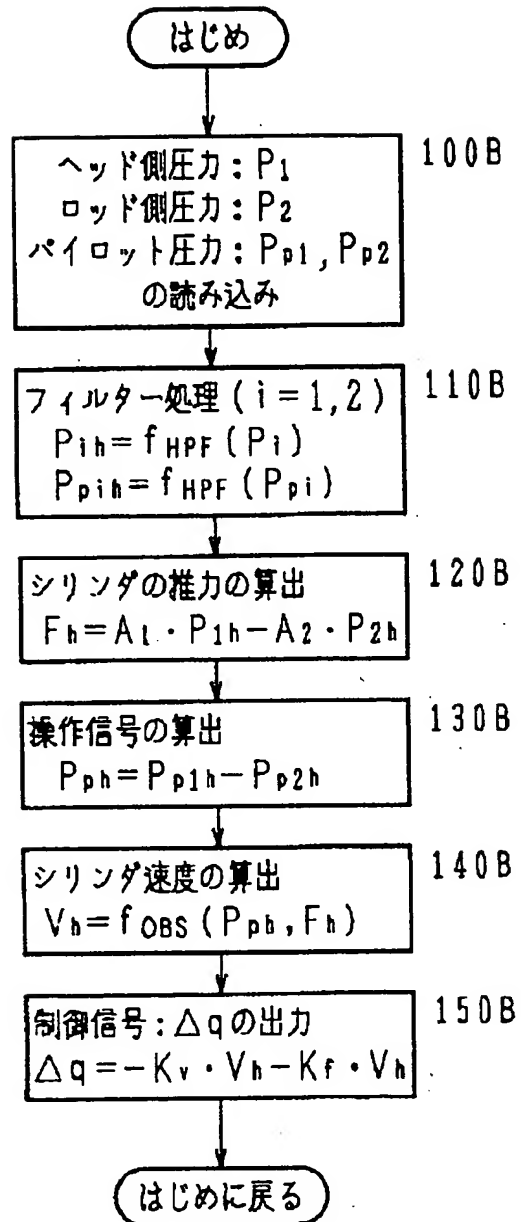 はじめ
ヘッド側圧力：P1
ロッド側圧力：P2
パイロット圧力：Pp1，Pp2
の読み込み
100B
フィルター処理（i＝1，2）
Pih＝fHPF（Pi）
Ppih＝fHPF（Ppi）
110B
シリンダの推力の算出
Fh＝A1・P1h－A2・P2h
120B
操作信号の算出
Pph＝Pp1h－Pp2h
130B
シリンダ速度の算出
Vh＝fOBS（Pph，Fh）
140B
制御信号：△qの出力
△q＝－Kv・Vh－Kf・Vh
150B
はじめに戻る